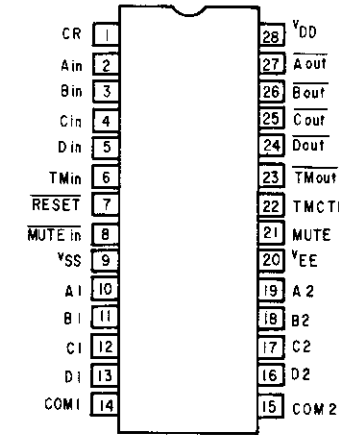 CR 1 28 VDD
Ain 2 27 Aout
Bin 3 26 Bout
Cin 4 25 Cout
Din 5 24 Dout
TMin 6 23 TMout
RESET 7 22 TMCTL
MUTE in 8 21 MUTE
VSS 9 20 VEE
A1 10 19 A2
B1 11 18 B2
C1 12 17 C2
D1 13 16 D2
COM1 14 15 COM2